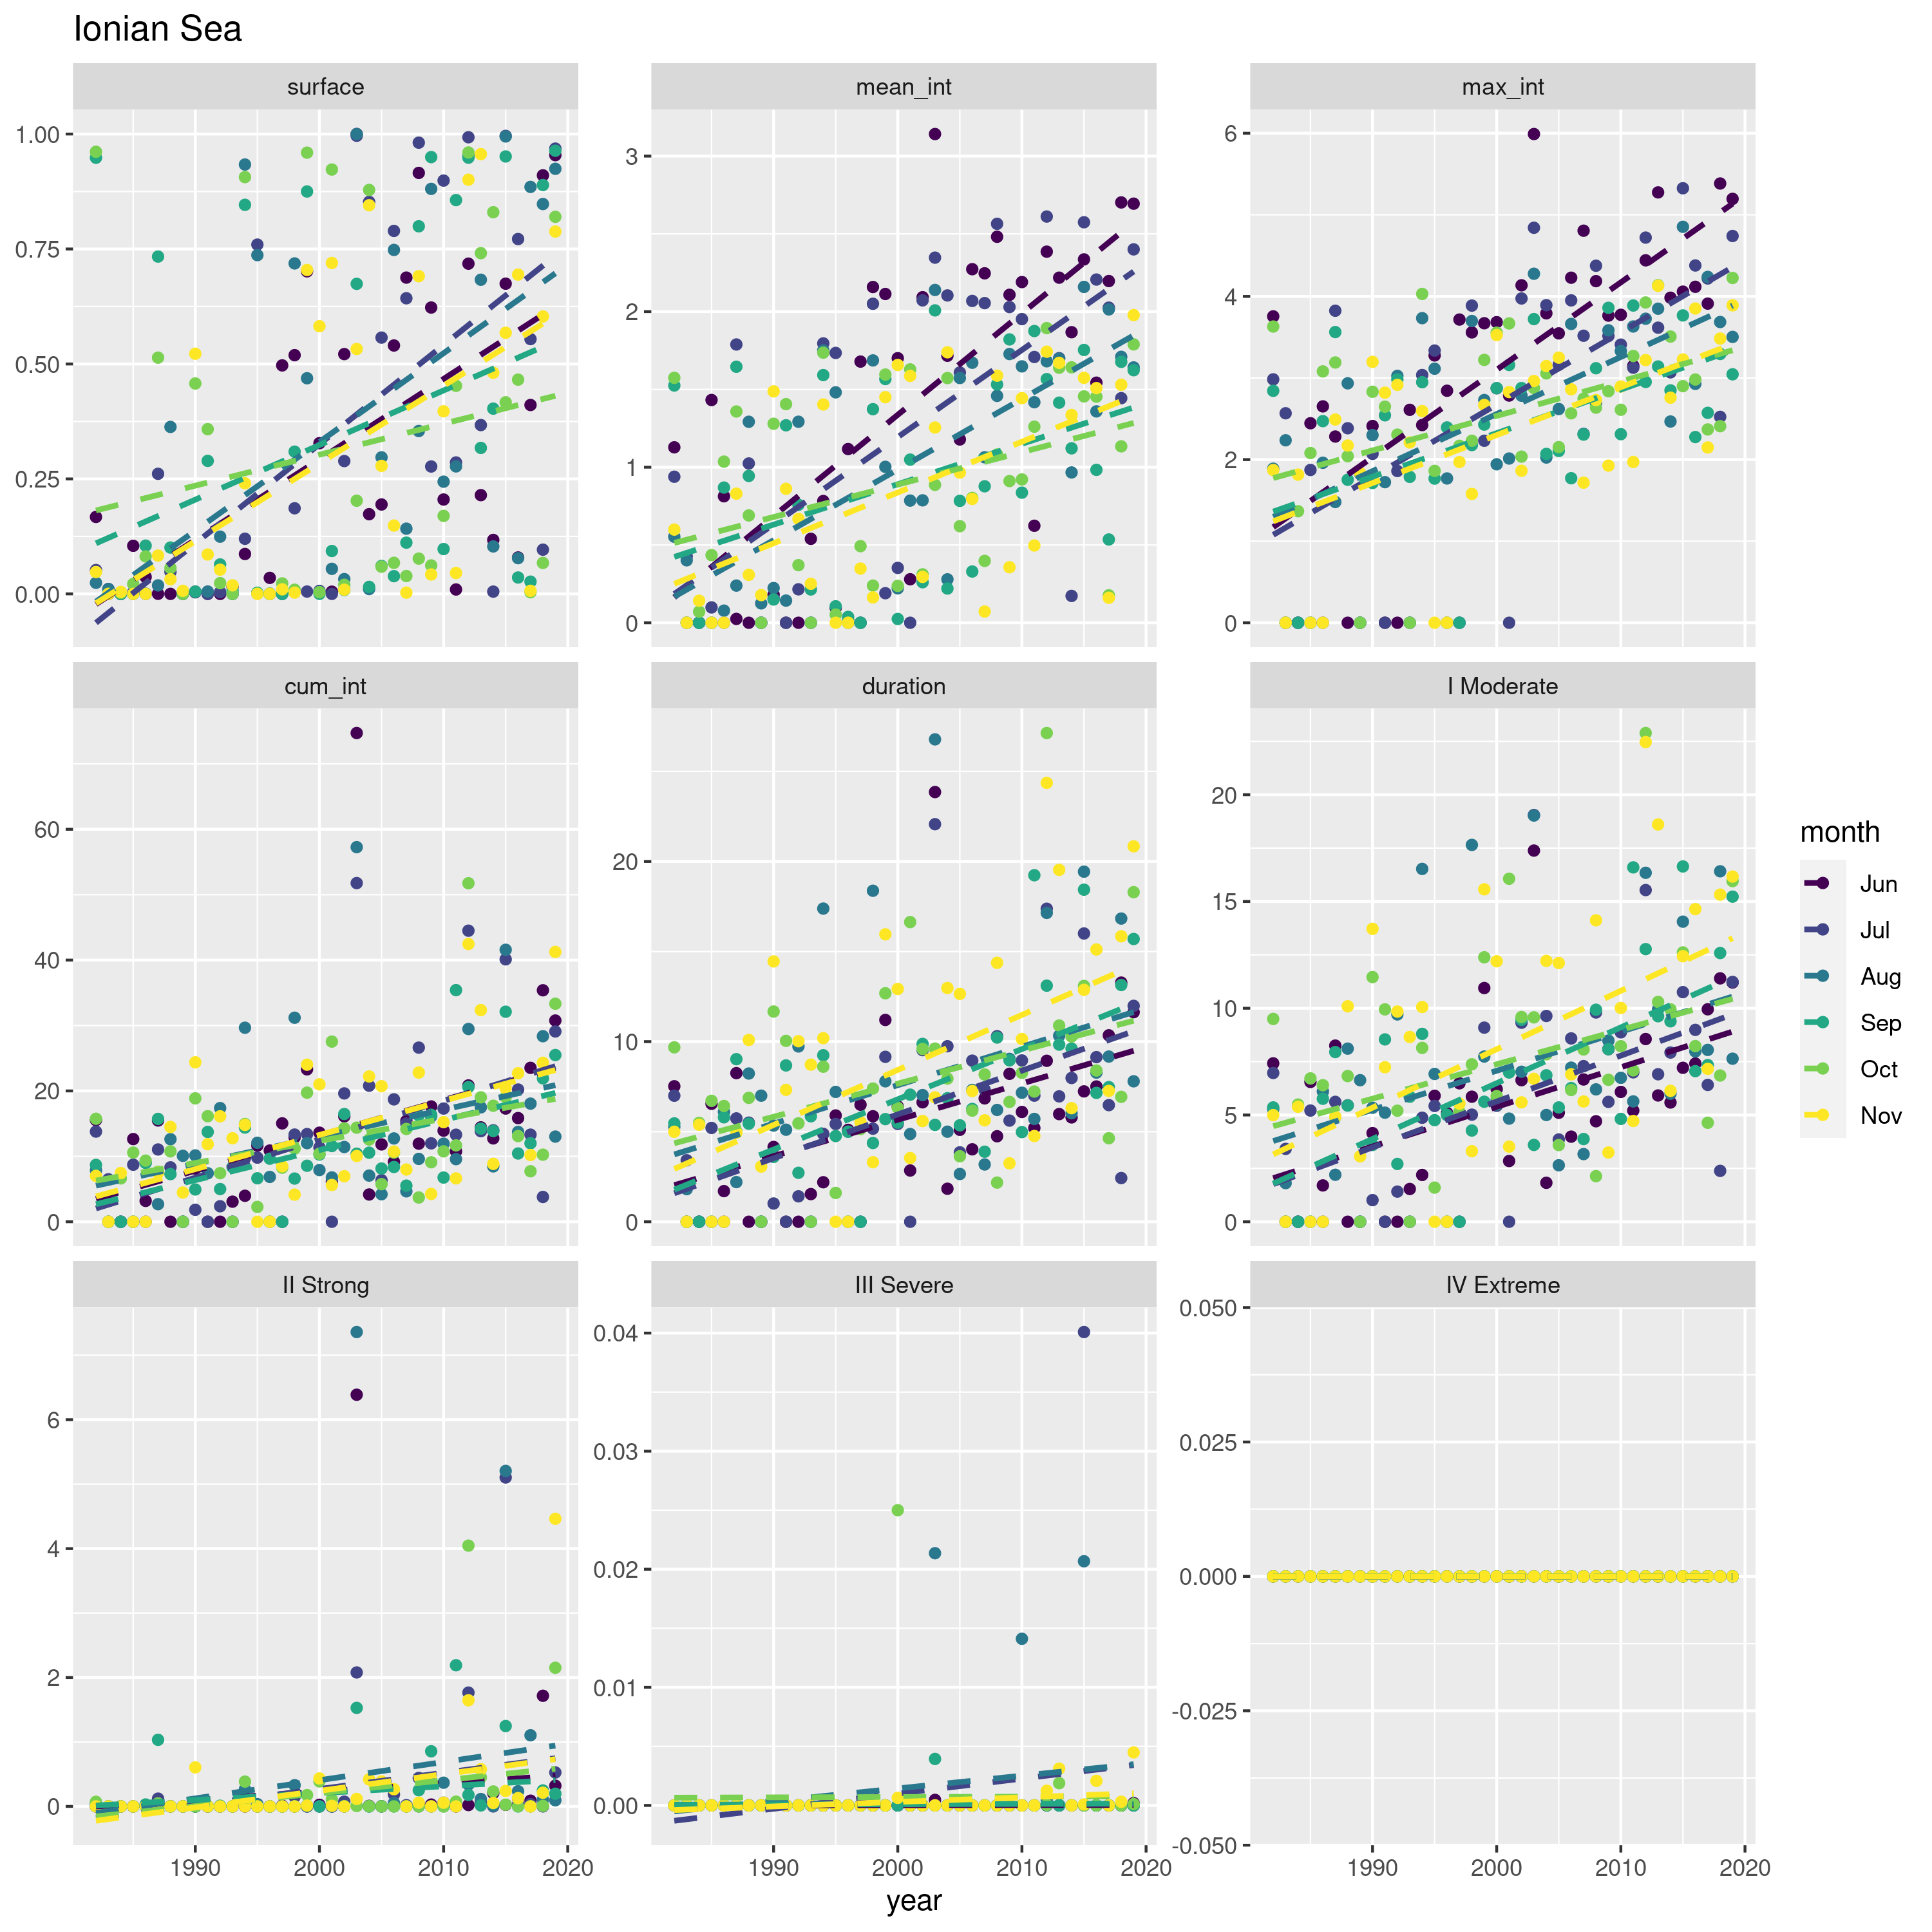 Ionian Sea
surface
mean_int
max_int
1.00
0.75
0.50
0.25
0.00
3
2
1
0
6
4
2
0
cum_int
duration
I Moderate
60
40
20
0
20
10
0
20
15
10
5
0
month
Jun
Jul
Aug
Sep
Oct
Nov
II Strong
III Severe
IV Extreme
6
4
2
0
0.04
0.03
0.02
0.01
0.00
0.050
0.025
0.000
-0.025
-0.050
1990 2000 2010 2020
1990 2000 2010 2020
1990 2000 2010 2020
year